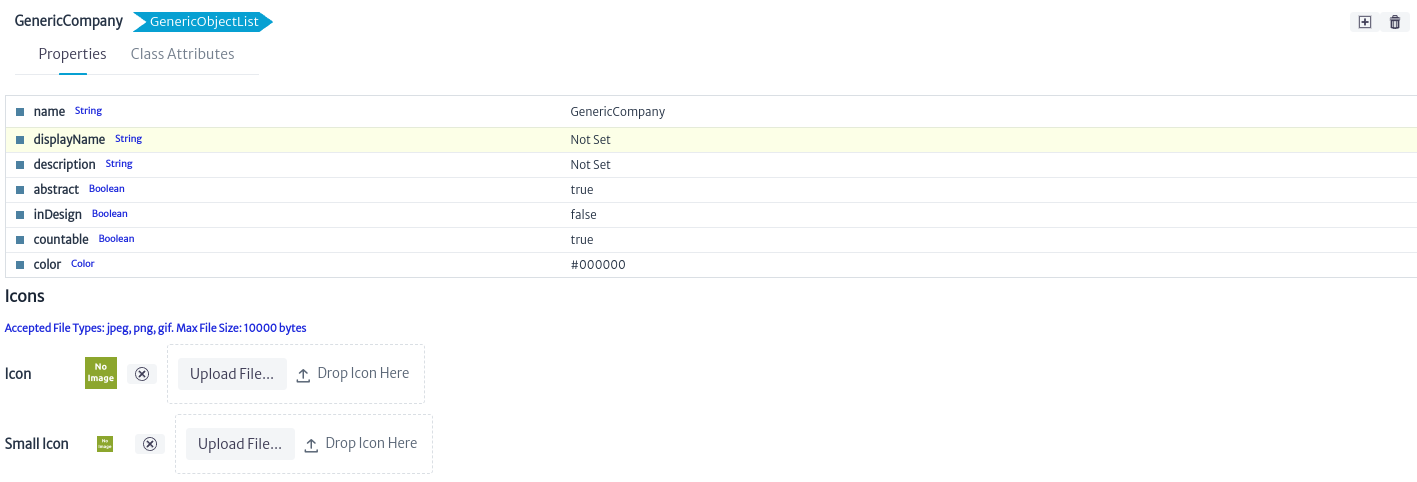 GenericCompany GenericObjectList
Properties Class Attributes
name String GenericCompany
displayName String Not Set
description String Not Set
abstract Boolean true
inDesign Boolean false
countable Boolean true
color Color #000000
Icons
Accepted File Types: jpeg, png, gif. Max File Size: 10000 bytes
Icon No Image Upload File... Drop Icon Here
Small Icon No Image Upload File... Drop Icon Here